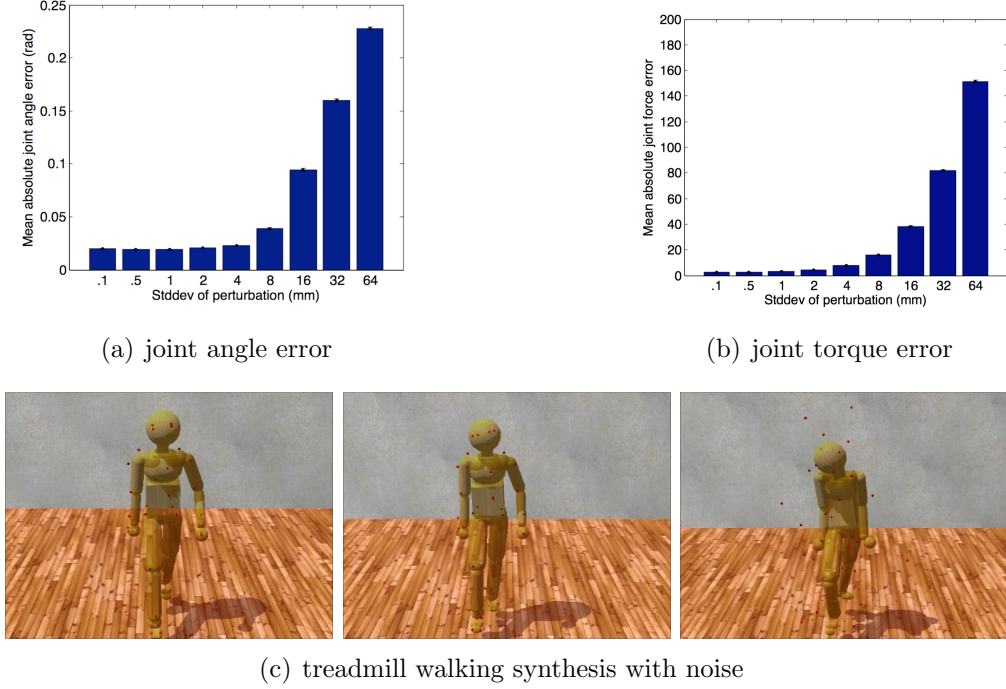 0.25
0.2
0.15
0.1
0.05
0
Mean absolute joint angle error (rad)
.1 .5 1 2 4 8 16 32 64
Stddev of perturbation (mm)
(a) joint angle error
200
180
160
140
120
100
80
60
40
20
0
Mean absolute joint force error
.1 .5 1 2 4 8 16 32 64
Stddev of perturbation (mm)
(b) joint torque error
(c) treadmill walking synthesis with noise